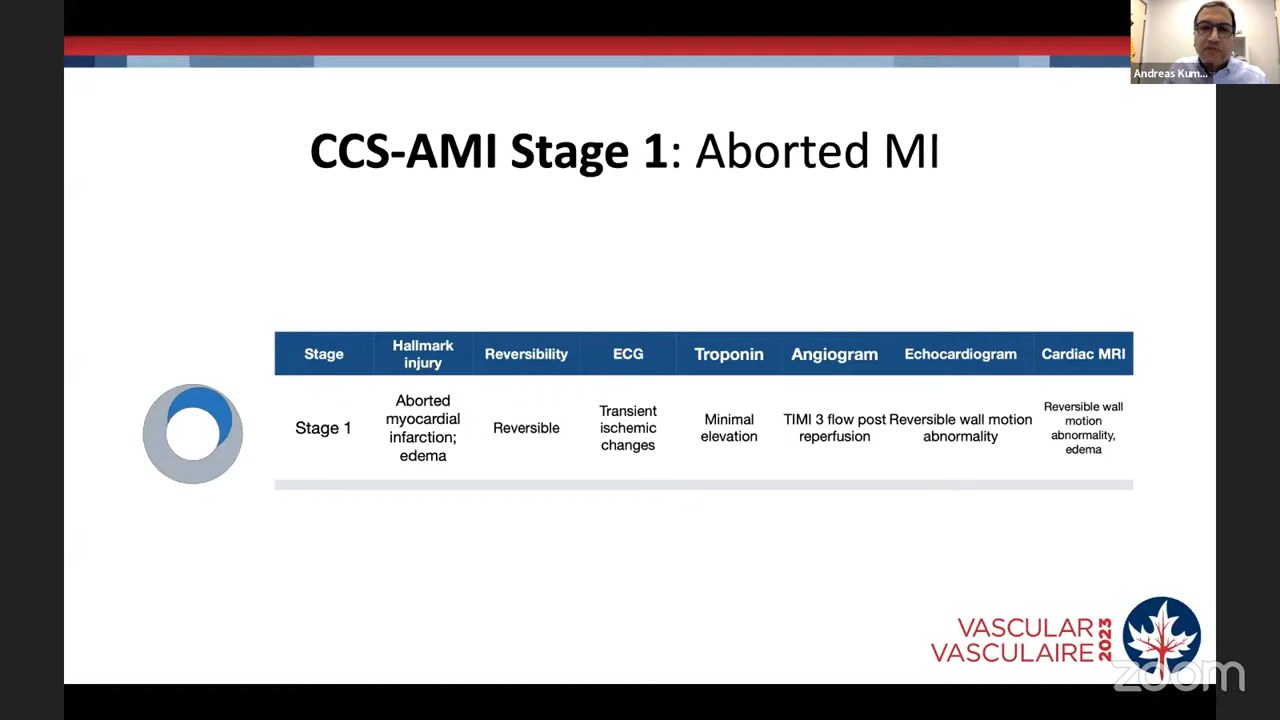 Andreas Kum...
CCS-AMI Stage 1: Aborted MI
Stage
Hallmark
injury
Reversibility
ECG
Troponin
Angiogram
Echocardiogram
Cardiac MRI
Stage 1
Aborted
myocardial
infarction;
edema
Reversible
Transient
ischemic
changes
Minimal
elevation
TIMI 3 flow post
reperfusion
Reversible wall motion
abnormality
Reversible wall
motion
abnormality,
edema
VASCULAR
VASCULAIRE
2023
zoom